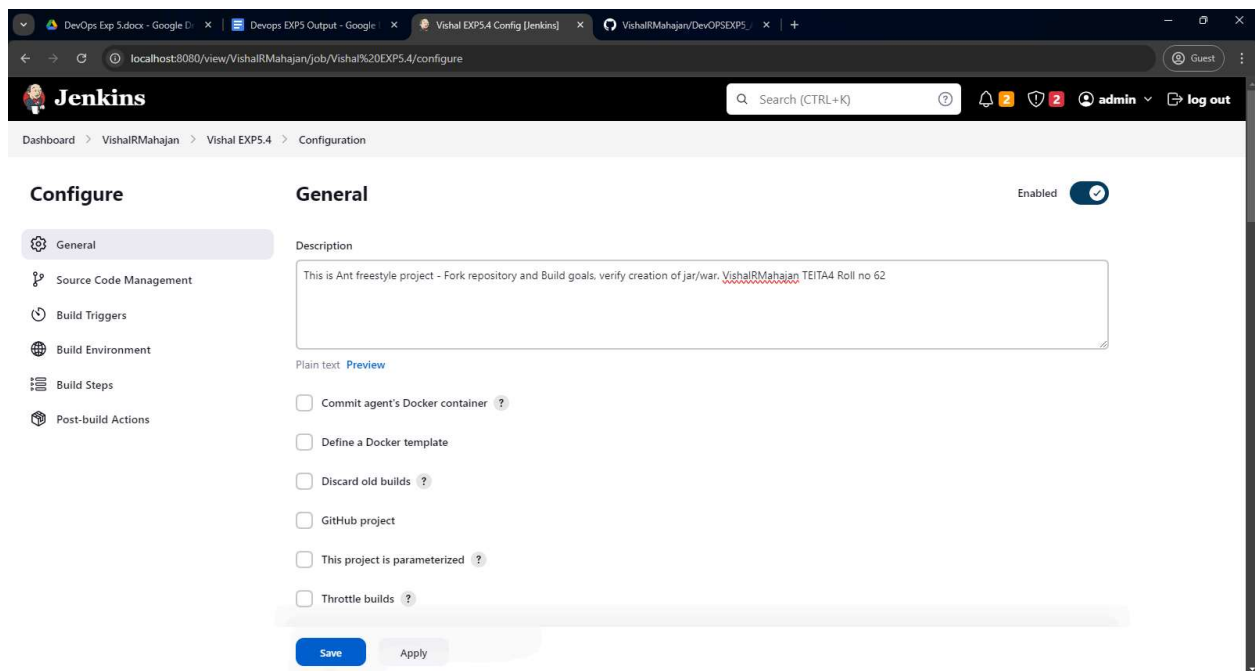 DevOps Exp 5.docx - Google D
Devops EXP5 Output - Google
Vishal EXP5.4 Config [Jenkins]
VishalRMahajan/DevOPSEXP5_
localhost:8080/view/VishalRMahajan/job/Vishal%20EXP5.4/configure
Guest
Jenkins
Search (CTRL+K)
?
2
2
admin
log out
Dashboard > VishalRMahajan > Vishal EXP5.4 > Configuration
Configure
General
Source Code Management
Build Triggers
Build Environment
Build Steps
Post-build Actions
General
Enabled
Description
This is Ant freestyle project - Fork repository and Build goals, verify creation of jar/war. VishalRMahajan TEITA4 Roll no 62
Plain text Preview
Commit agent's Docker container ?
Define a Docker template
Discard old builds ?
GitHub project
This project is parameterized ?
Throttle builds ?
Save
Apply